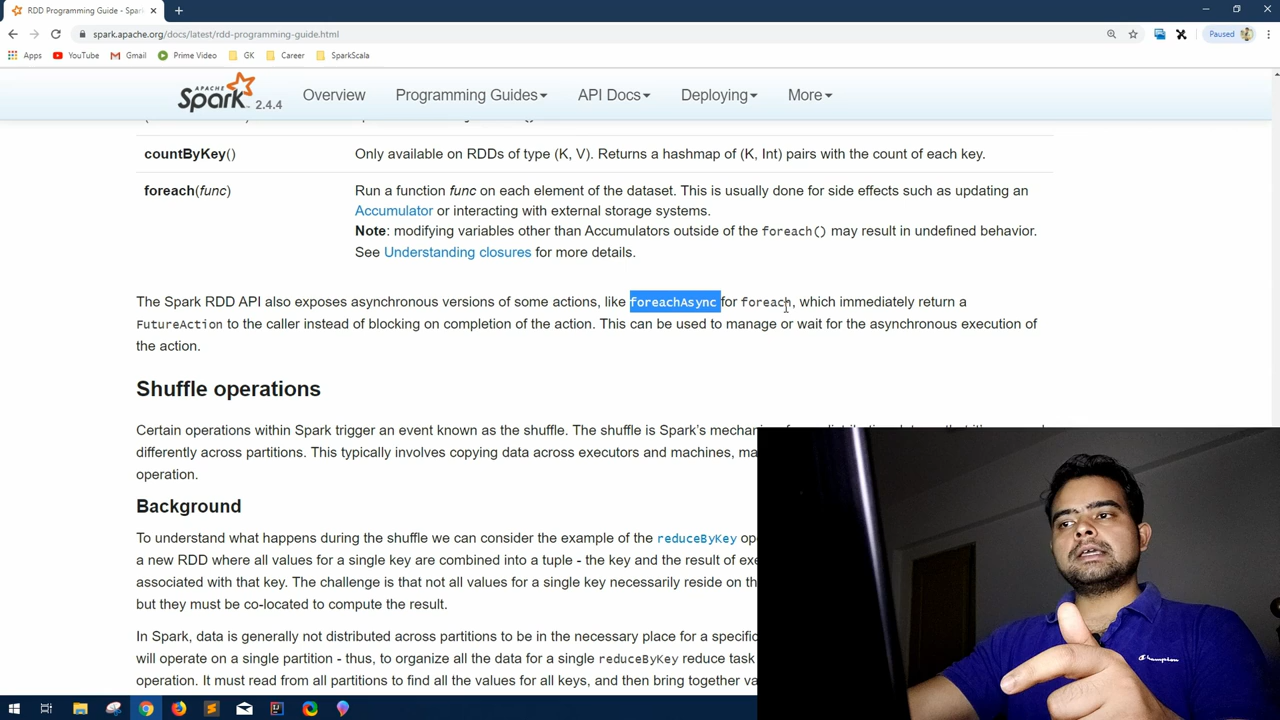 RDD Programming Guide - Spark
spark.apache.org/docs/latest/rdd-programming-guide.html
Paused
Apps YouTube Gmail Prime Video GK Career SparkScala
APACHE Spark 2.4.4 Overview Programming Guides API Docs Deploying More
countByKey() Only available on RDDs of type (K, V). Returns a hashmap of (K, Int) pairs with the count of each key.
foreach(func) Run a function func on each element of the dataset. This is usually done for side effects such as updating an
Accumulator or interacting with external storage systems.
Note: modifying variables other than Accumulators outside of the foreach() may result in undefined behavior.
See Understanding closures for more details.
The Spark RDD API also exposes asynchronous versions of some actions, like foreachAsync for foreach, which immediately return a
FutureAction to the caller instead of blocking on completion of the action. This can be used to manage or wait for the asynchronous execution of
the action.
Shuffle operations
Certain operations within Spark trigger an event known as the shuffle. The shuffle is Spark's
differently across partitions. This typically involves copying data across executors and machines,
operation.
Background
To understand what happens during the shuffle we can consider the example of the reduceByKey
a new RDD where all values for a single key are combined into a tuple - the key and the result of
associated with that key. The challenge is that not all values for a single key necessarily reside on
but they must be co-located to compute the result.
In Spark, data is generally not distributed across partitions to be in the necessary place for a
will operate on a single partition - thus, to organize all the data for a single reduceByKey reduce task
operation. It must read from all partitions to find all the values for all keys, and then bring together
Champion